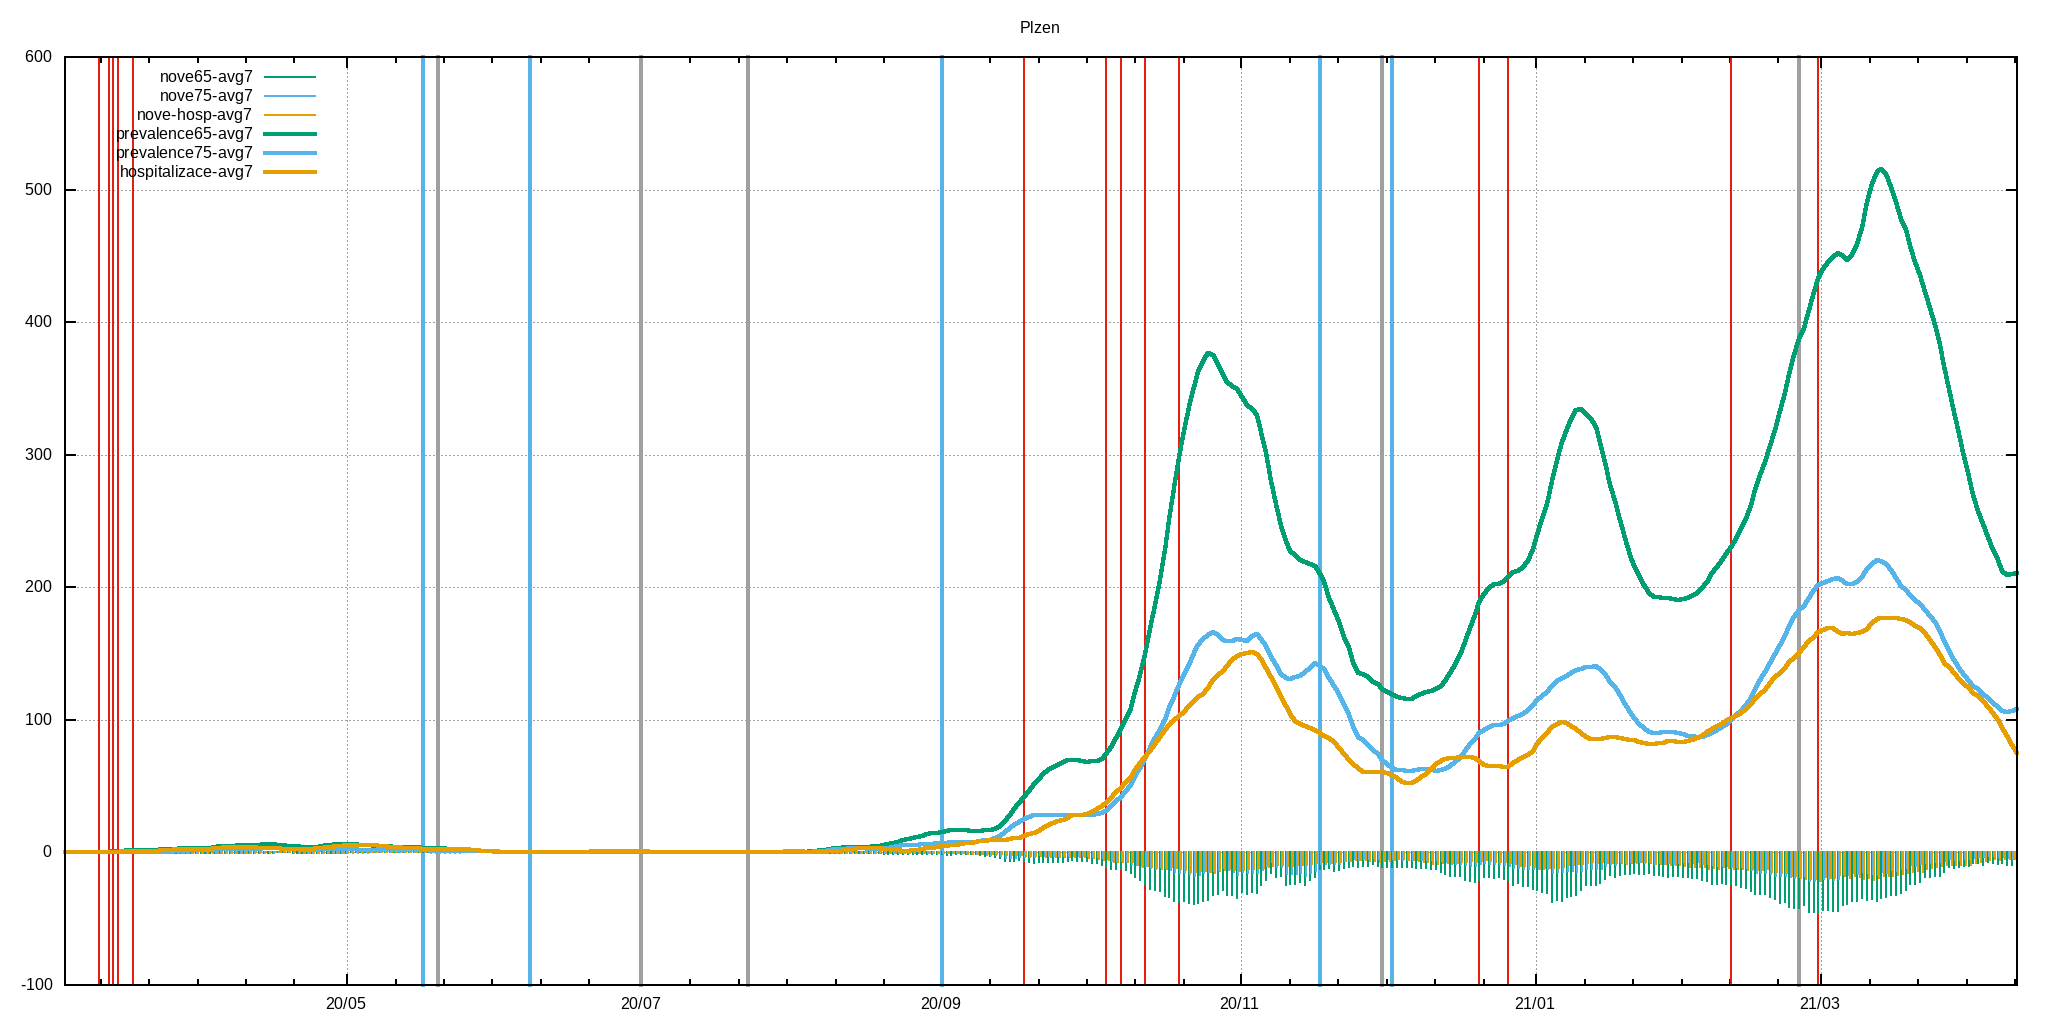 Plzen
600
500
400
300
200
100
0
-100
nove65-avg7
nove75-avg7
nove-hosp-avg7
prevalence65-avg7
prevalence75-avg7
hospitalizace-avg7
20/05 20/07 20/09 20/11 21/01 21/03